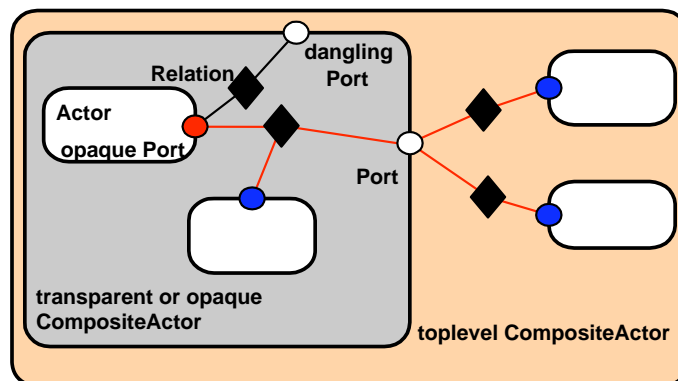 dangling
Port
Relation
Actor
opaque Port
Port
transparent or opaque
CompositeActor
toplevel CompositeActor